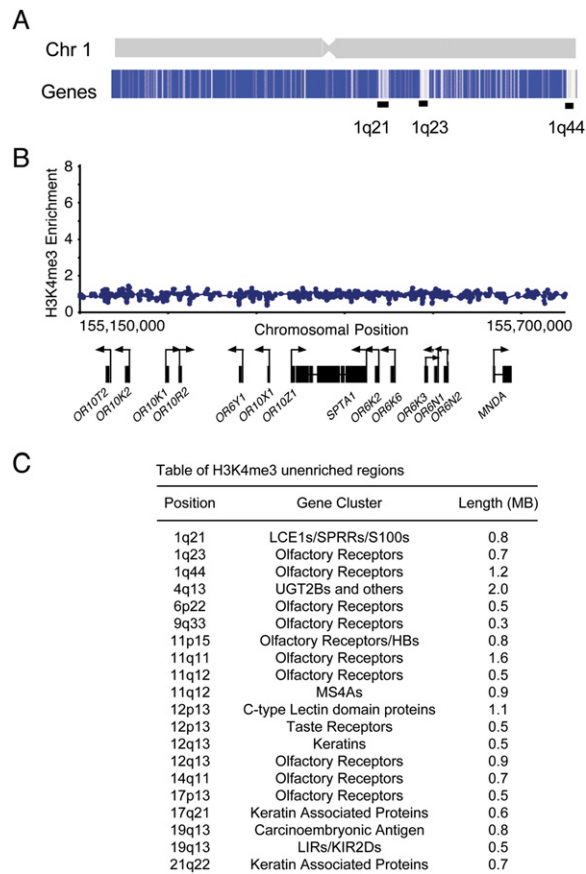 A
Chr 1
Genes
1q21 1q23 1q44
B
H3K4me3 Enrichment
8
6
4
2
0
155,150,000 Chromosomal Position 155,700,000
OR10T2 OR10K2 OR10K1 OR10R2 OR6Y1 OR10X1 OR10Z1 SPTA1 OR6K2 OR6K6 OR6K3 OR6N1 OR6N2 MNDA
C
Table of H3K4me3 unenriched regions
Position Gene Cluster Length (MB)
1q21 LCE1s/SPRRs/S100s 0.8
1q23 Olfactory Receptors 0.7
1q44 Olfactory Receptors 1.2
4q13 UGT2Bs and others 2.0
6p22 Olfactory Receptors 0.5
9q33 Olfactory Receptors 0.3
11p15 Olfactory Receptors/HBs 0.8
11q11 Olfactory Receptors 1.6
11q12 Olfactory Receptors 0.5
11q12 MS4As 0.9
12p13 C-type Lectin domain proteins 1.1
12p13 Taste Receptors 0.5
12q13 Keratins 0.5
12q13 Olfactory Receptors 0.9
14q11 Olfactory Receptors 0.7
17p13 Olfactory Receptors 0.5
17q21 Keratin Associated Proteins 0.6
19q13 Carcinoembryonic Antigen 0.8
19q13 LIRs/KIR2Ds 0.5
21q22 Keratin Associated Proteins 0.7